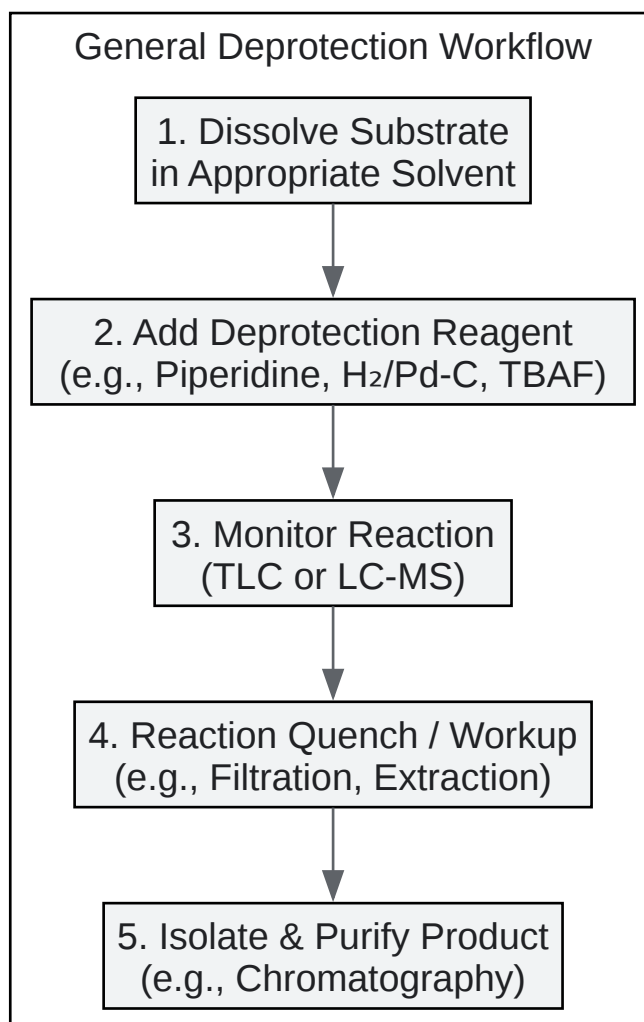 General Deprotection Workflow
1. Dissolve Substrate
in Appropriate Solvent
2. Add Deprotection Reagent
(e.g., Piperidine, H₂/Pd-C, TBAF)
3. Monitor Reaction
(TLC or LC-MS)
4. Reaction Quench / Workup
(e.g., Filtration, Extraction)
5. Isolate & Purify Product
(e.g., Chromatography)